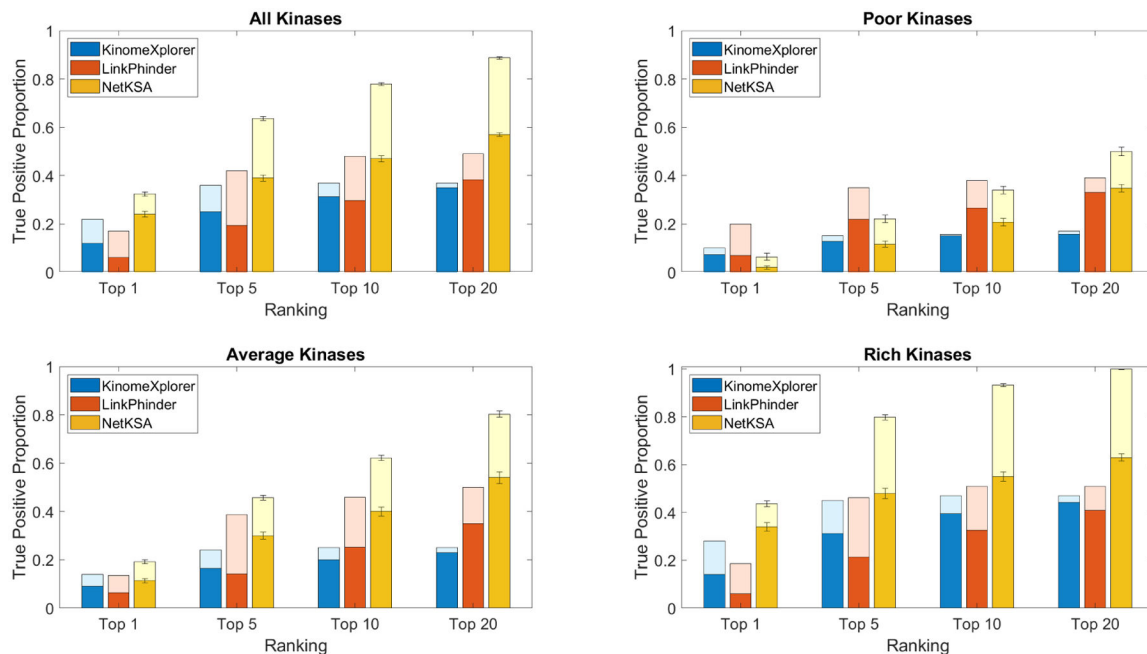 All Kinases
KinomeXplorer
LinkPhinder
NetKSA
True Positive Proportion
1
0.8
0.6
0.4
0.2
0
Top 1 Top 5 Top 10 Top 20
Ranking
Poor Kinases
KinomeXplorer
LinkPhinder
NetKSA
True Positive Proportion
1
0.8
0.6
0.4
0.2
0
Top 1 Top 5 Top 10 Top 20
Ranking
Average Kinases
KinomeXplorer
LinkPhinder
NetKSA
True Positive Proportion
1
0.8
0.6
0.4
0.2
0
Top 1 Top 5 Top 10 Top 20
Ranking
Rich Kinases
KinomeXplorer
LinkPhinder
NetKSA
True Positive Proportion
1
0.8
0.6
0.4
0.2
0
Top 1 Top 5 Top 10 Top 20
Ranking